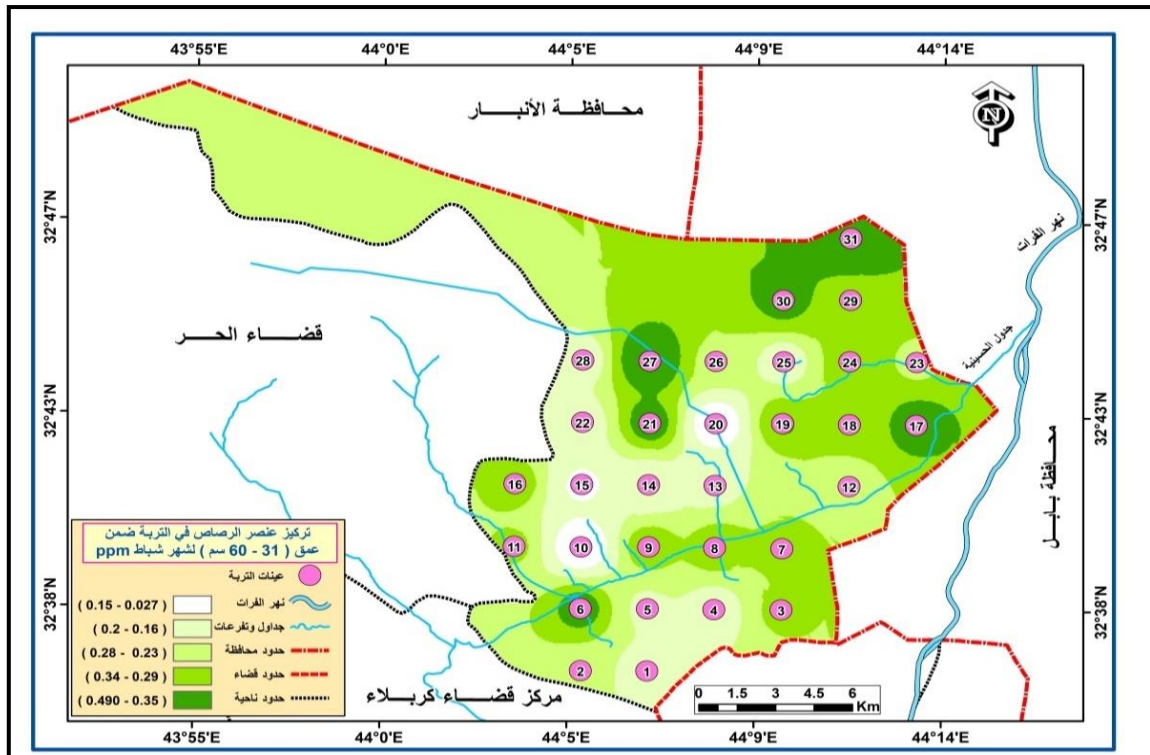 43°55'E 44°0'E 44°5'E 44°9'E 44°14'E
محافظة الأنبار
N
32°47'N 32°47'N
31
نهر الفرات
30 29
جدول الحسينية
قضاء الحر
28 27 26 25 24 23
32°43'N 32°43'N
22 21 20 19 18 17
محافظة بابل
16 15 14 13 12
11 10 9 8 7
32°38'N 32°38'N
6 5 4 3
2 1
مركز قضاء كربلاء
تركيز عنصر الرصاص في التربة ضمن
عمق ( 31 - 60 سم ) لشهر شباط ppm
عينات التربة
نهر الفرات ( 0.027 - 0.15 )
جداول وتفرعات ( 0.16 - 0.2 )
حدود محافظة ( 0.23 - 0.28 )
حدود قضاء ( 0.29 - 0.34 )
حدود ناحية ( 0.35 - 0.490 )
0 1.5 3 4.5 6
Km
43°55'E 44°0'E 44°5'E 44°9'E 44°14'E